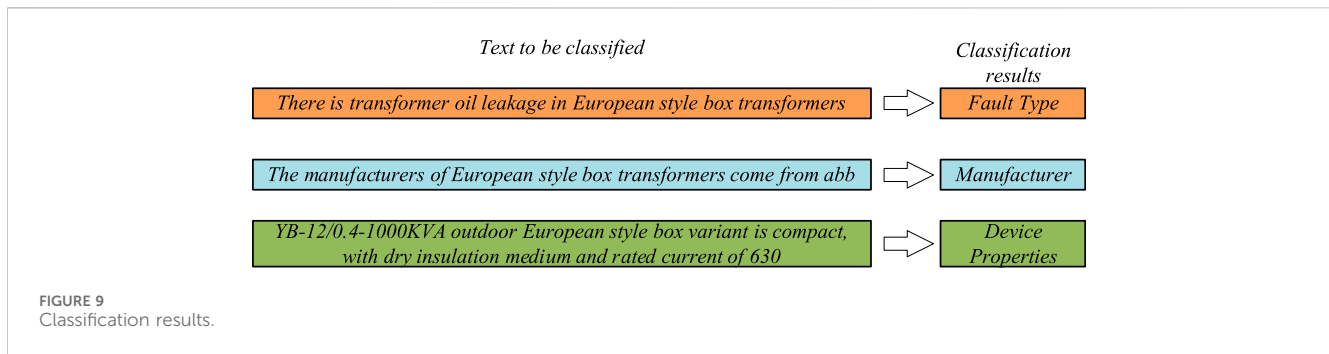 Text to be classified
Classification
results
There is transformer oil leakage in European style box transformers
Fault Type
The manufacturers of European style box transformers come from abb
Manufacturer
YB-12/0.4-1000KVA outdoor European style box variant is compact,
with dry insulation medium and rated current of 630
Device
Properties
FIGURE 9
Classification results.